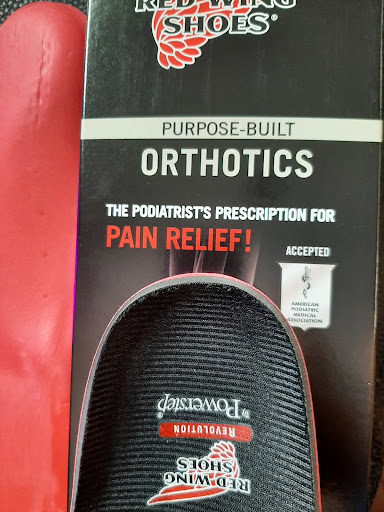 RED WING
SHOES®
PURPOSE-BUILT
ORTHOTICS
THE PODIATRIST'S PRESCRIPTION FOR
PAIN RELIEF!
ACCEPTED
AMERICAN
PODIATRIC
MEDICAL
ASSOCIATION
RED WING
SHOES
REVOLUTION
by Powerstep®